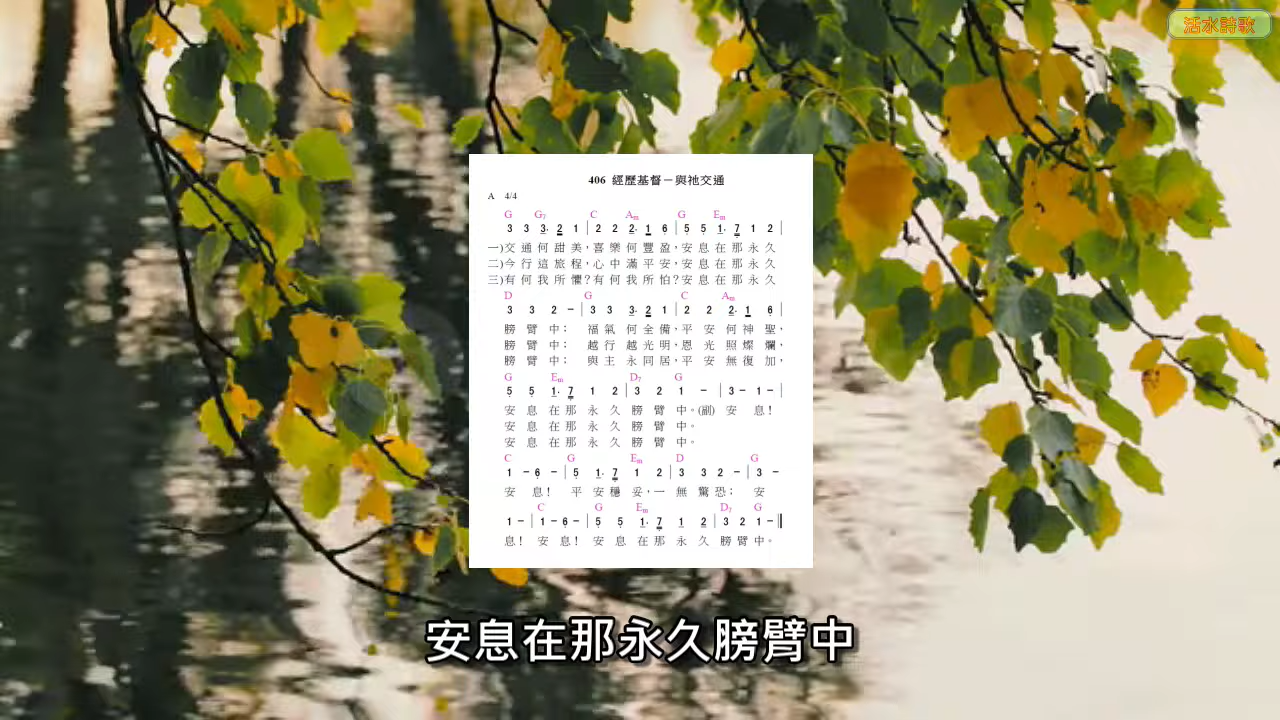 活水詩歌
406 經歷基督－與祂交通
A 4/4
G G7 C Am G Em
3 3 3. 2 1 | 2 2 2. 1 6 | 5 5 1. 7 1 2 |
一)交通何甜美，喜樂何豐盈，安息在那永久
二)今行這旅程，心中滿平安，安息在那永久
三)有何我所懼？有何我所怕？安息在那永久
D G C Am
3 3 2 － | 3 3 3. 2 1 | 2 2 2. 1 6 |
膀臂中； 福氣何全備，平安何神聖，
膀臂中； 越行越光明，恩光照燦爛，
膀臂中； 與主永同居，平安無復加，
G Em D7 G
5 5 1. 7 1 2 | 3 2 1 － | 3 － 1 － |
安息在那永久膀臂中。(副) 安息！
安息在那永久膀臂中。
安息在那永久膀臂中。
C G Em D G
1 － 6 － | 5 1. 7 1 2 | 3 3 2 － | 3 －
安息！ 平安穩妥，一無驚恐； 安
C G Em D7 G
1 － | 1 － 6 － | 5 5 1. 7 1 2 | 3 2 1 － ||
息！ 安息！ 安息在那永久膀臂中。
安息在那永久膀臂中